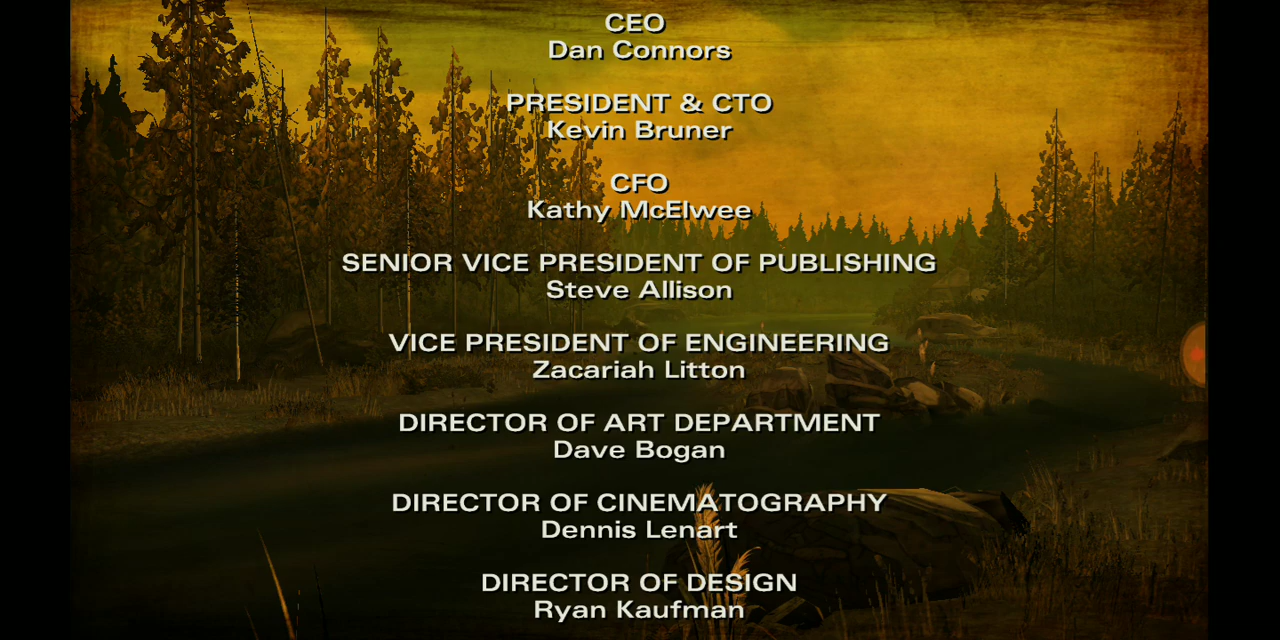 CEO
Dan Connors
PRESIDENT & CTO
Kevin Bruner
CFO
Kathy McElwee
SENIOR VICE PRESIDENT OF PUBLISHING
Steve Allison
VICE PRESIDENT OF ENGINEERING
Zacariah Litton
DIRECTOR OF ART DEPARTMENT
Dave Bogan
DIRECTOR OF CINEMATOGRAPHY
Dennis Lenart
DIRECTOR OF DESIGN
Ryan Kaufman